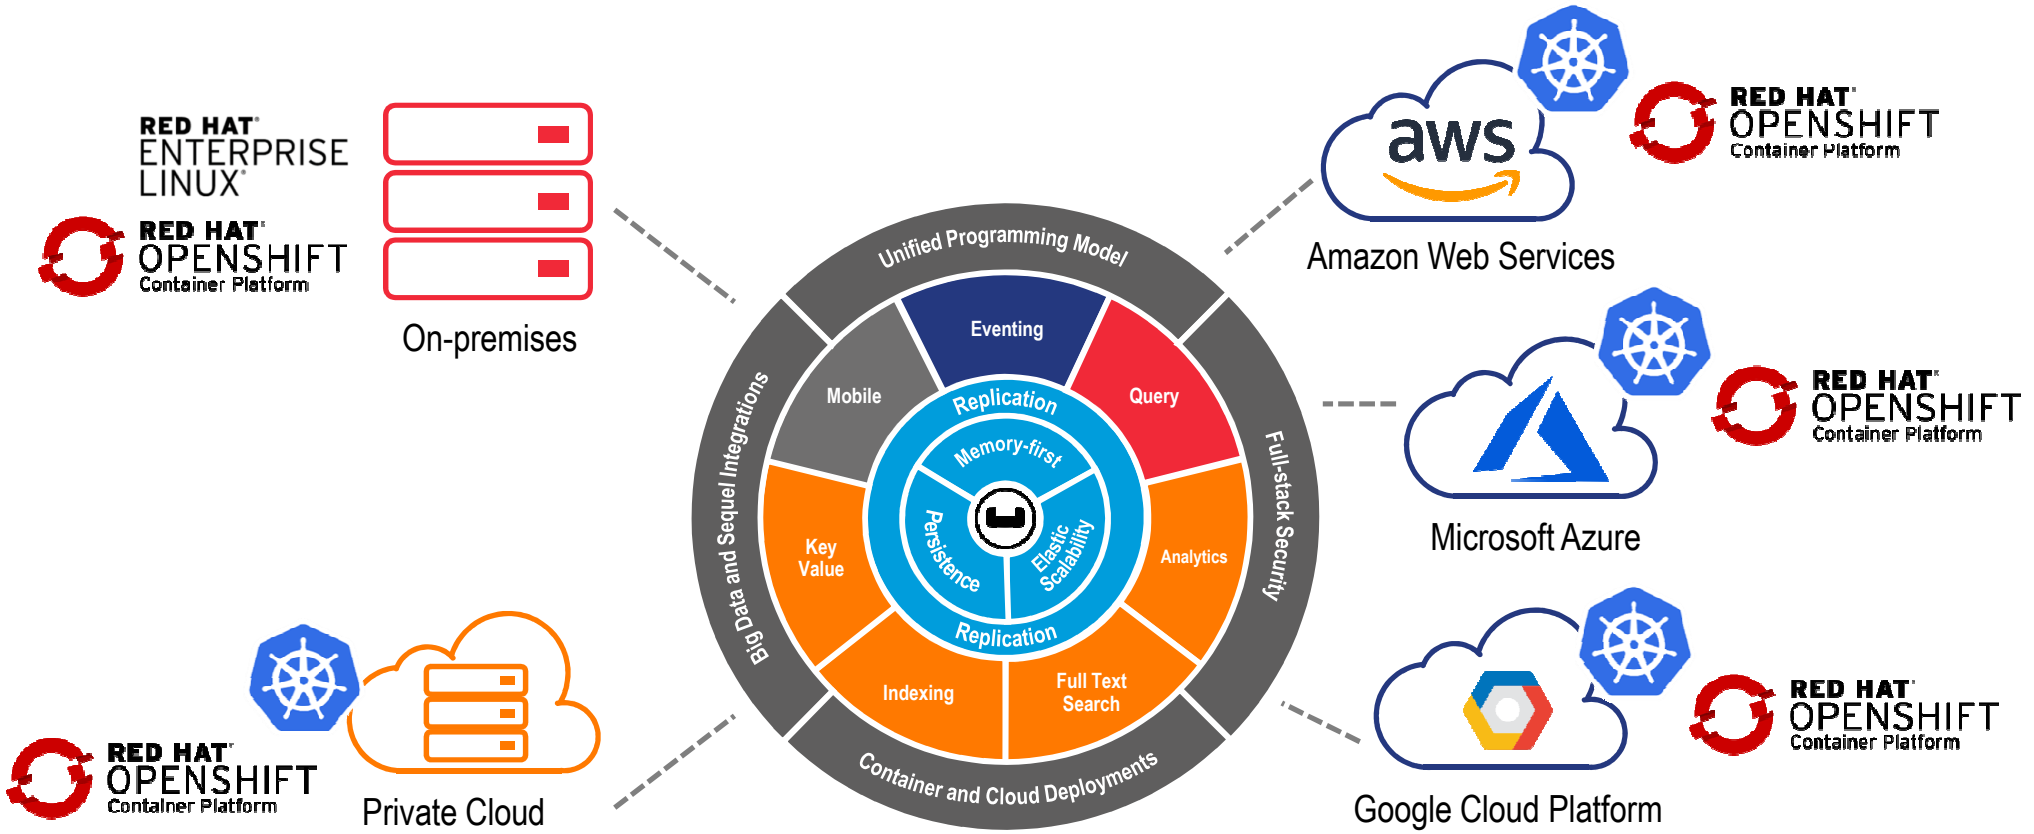 RED HAT®
ENTERPRISE
LINUX®
RED HAT®
OPENSHIFT
Container Platform
On-premises
RED HAT®
OPENSHIFT
Container Platform
Private Cloud
Unified Programming Model
Big Data and Sequel Integrations
Full-stack Security
Container and Cloud Deployments
Eventing
Mobile
Query
Key
Value
Analytics
Indexing
Full Text
Search
Replication
Memory-first
Persistence
Elastic
Scalability
Replication
aws
Amazon Web Services
RED HAT®
OPENSHIFT
Container Platform
Microsoft Azure
RED HAT®
OPENSHIFT
Container Platform
Google Cloud Platform
RED HAT®
OPENSHIFT
Container Platform